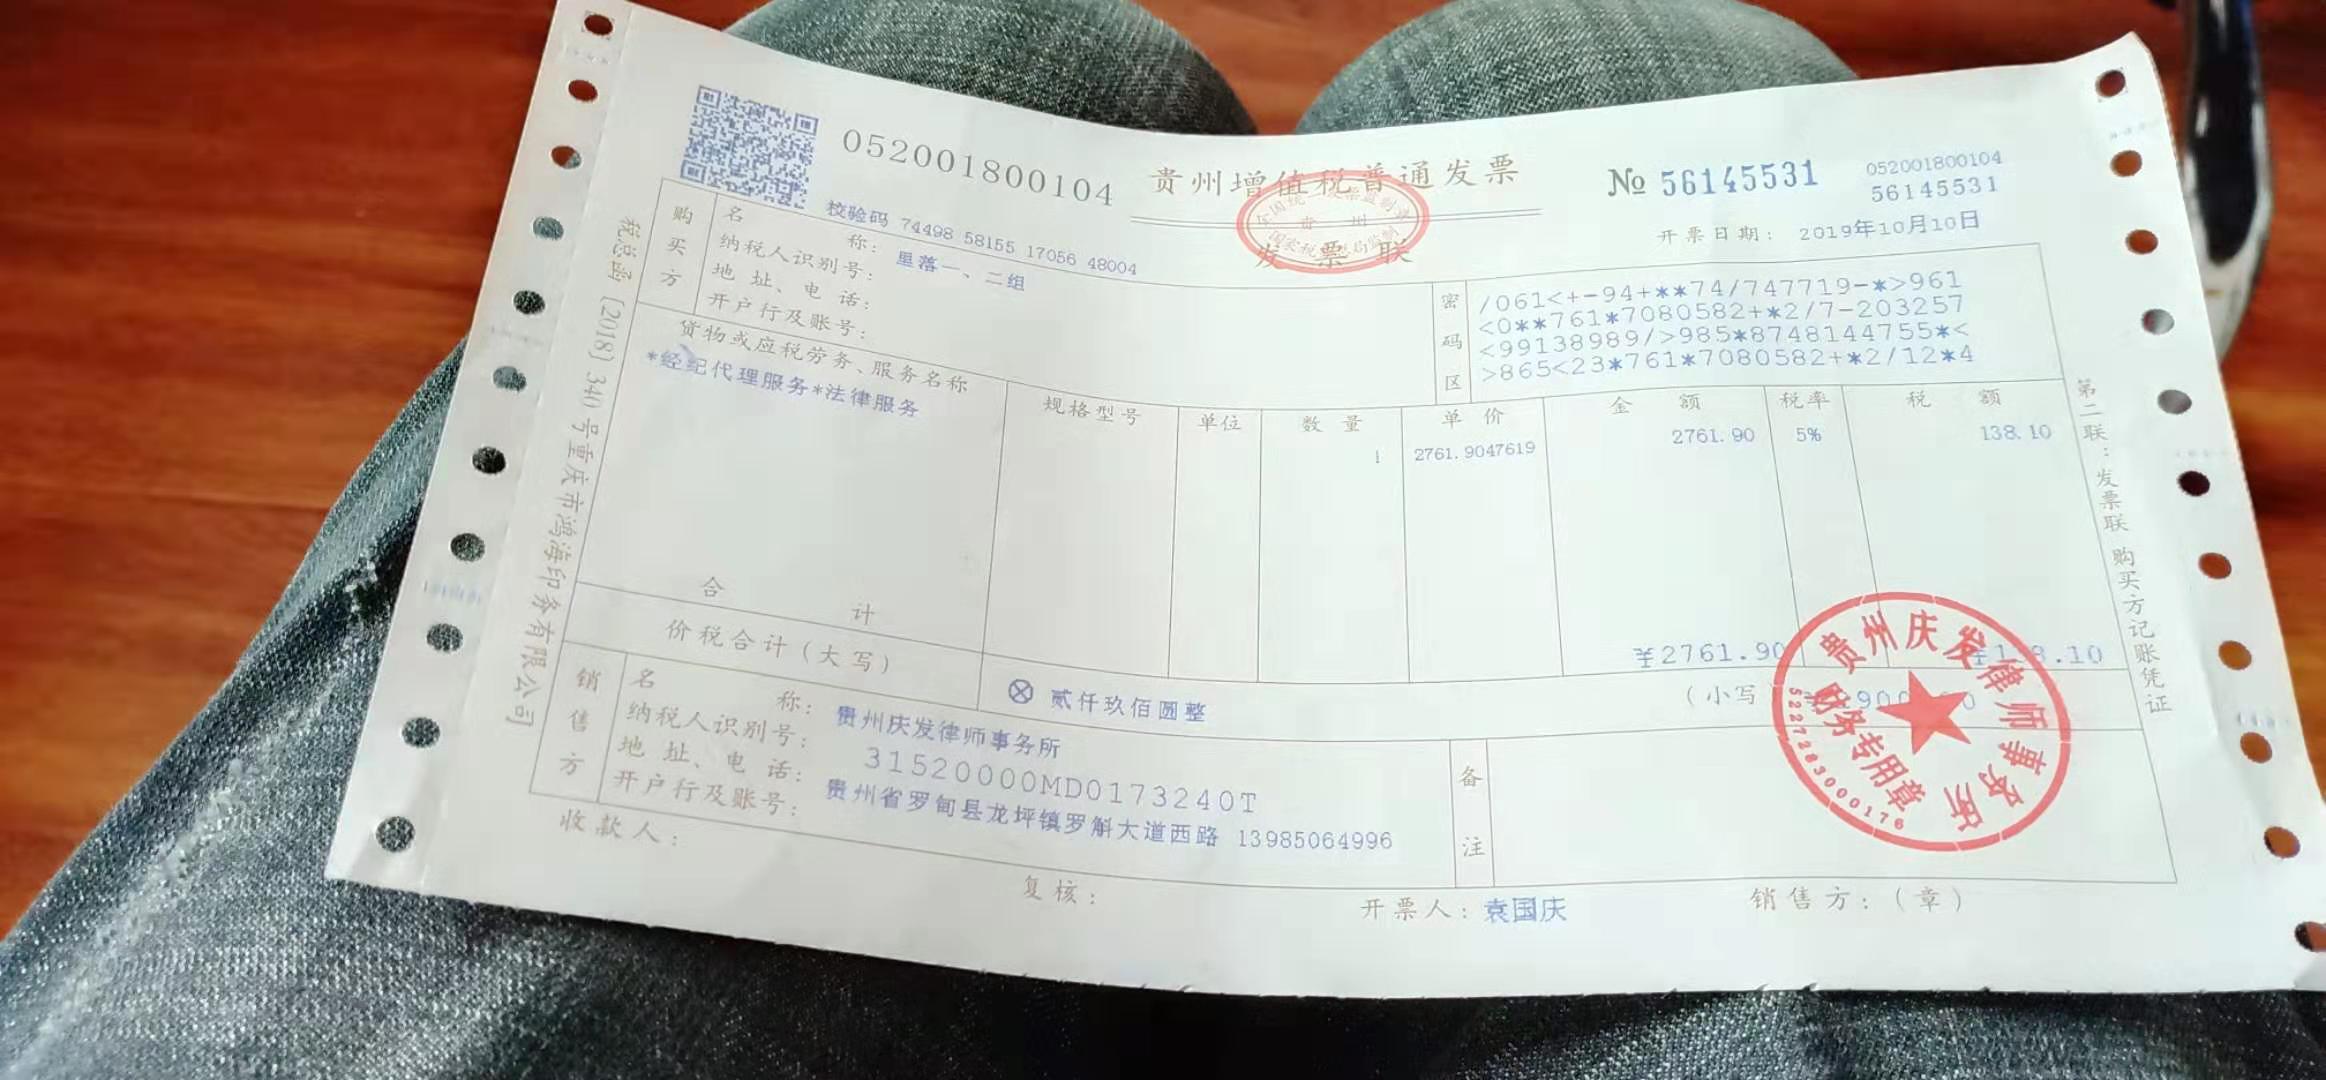 052001800104
贵州增值税普通发票
发票联
全国统一发票监制章
贵州
国家税务总局监制
№ 56145531
052001800104
56145531
校验码 74498 58155 17056 48004
开票日期： 2019年10月10日
购买方
名称： 里落一、二组
纳税人识别号：
地址、电话：
开户行及账号：
密码区
/061<+-94+**74/747719-*>961
<0**761*7080582+*2/7-203257
<99138989/>985*8748144755*<
>865<23*761*7080582+*2/12*4
货物或应税劳务、服务名称 规格型号 单位 数量 单价 金额 税率 税额
*经纪代理服务*法律服务 1 2761.9047619 2761.90 5% 138.10
合计 ¥2761.90 10
价税合计（大写） ⊗ 贰仟玖佰圆整 （小写
销售方
名称： 贵州庆发律师事务所
纳税人识别号： 31520000MD0173240T
地址、电话： 贵州省罗甸县龙坪镇罗斛大道西路 13985064996
开户行及账号：
备注
贵州庆发律师事务所
财务专用章
5227283000176
收款人：
复核：
开票人： 袁国庆
销售方：（章）
税总函〔2018〕340号重庆市鸿海印务有限公司
第二联：发票联 购买方记账凭证